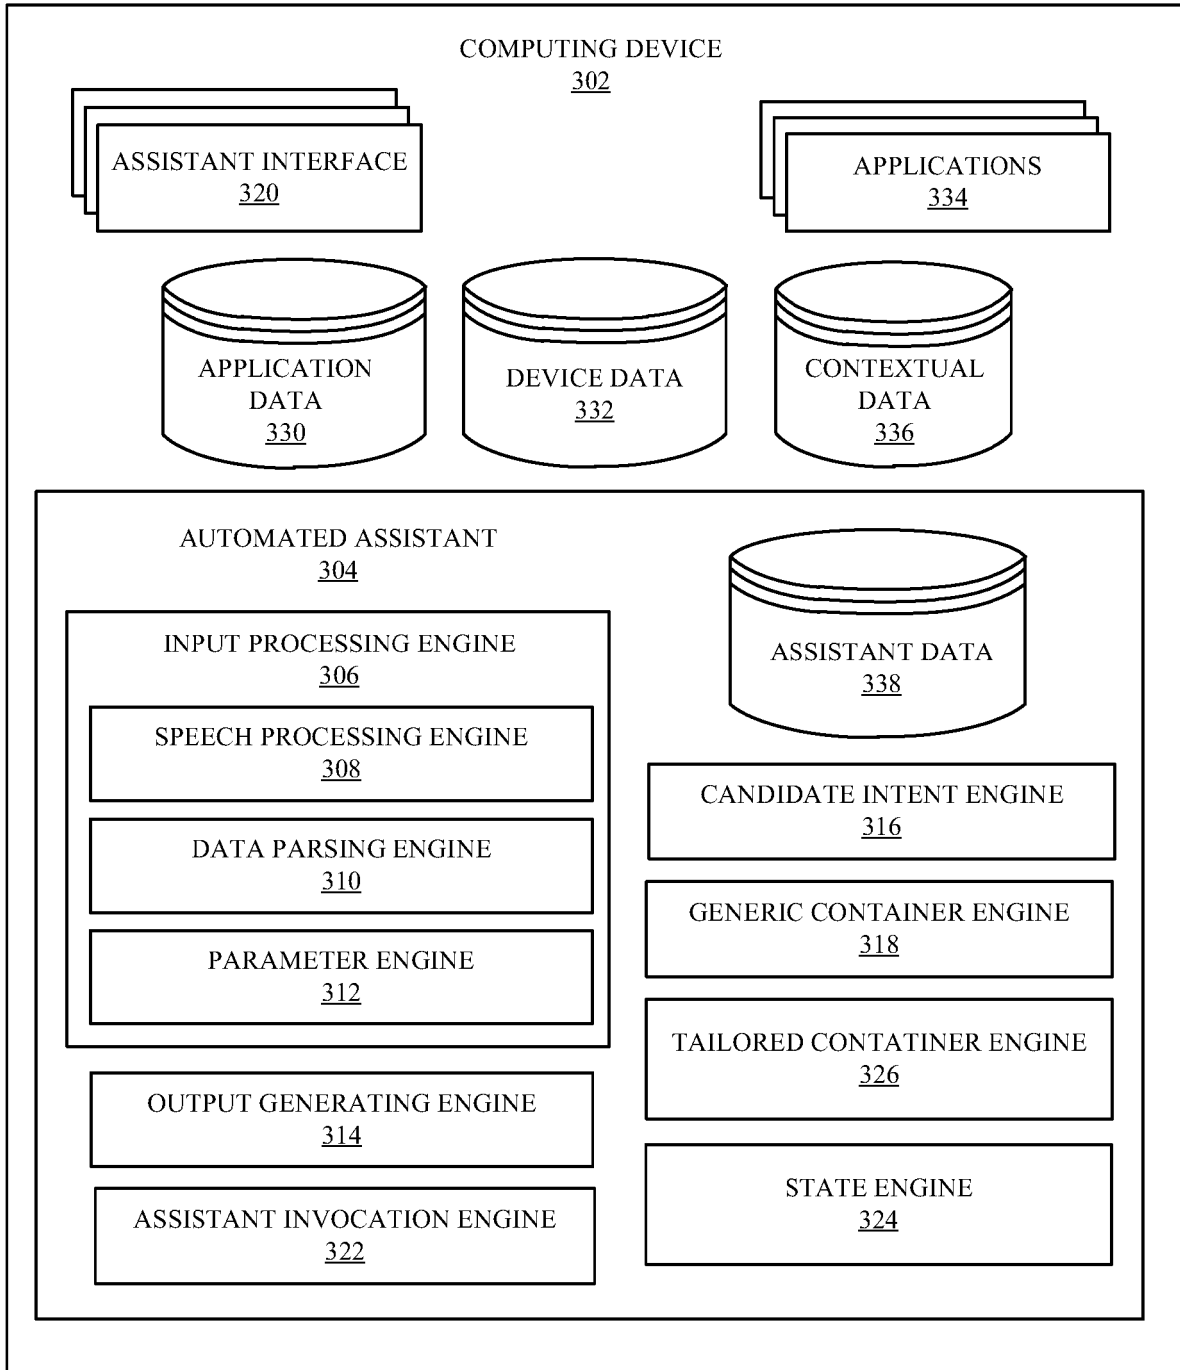 COMPUTING DEVICE
302
ASSISTANT INTERFACE
320
APPLICATIONS
334
APPLICATION
DATA
330
DEVICE DATA
332
CONTEXTUAL
DATA
336
AUTOMATED ASSISTANT
304
INPUT PROCESSING ENGINE
306
SPEECH PROCESSING ENGINE
308
DATA PARSING ENGINE
310
PARAMETER ENGINE
312
OUTPUT GENERATING ENGINE
314
ASSISTANT INVOCATION ENGINE
322
ASSISTANT DATA
338
CANDIDATE INTENT ENGINE
316
GENERIC CONTAINER ENGINE
318
TAILORED CONTATINER ENGINE
326
STATE ENGINE
324